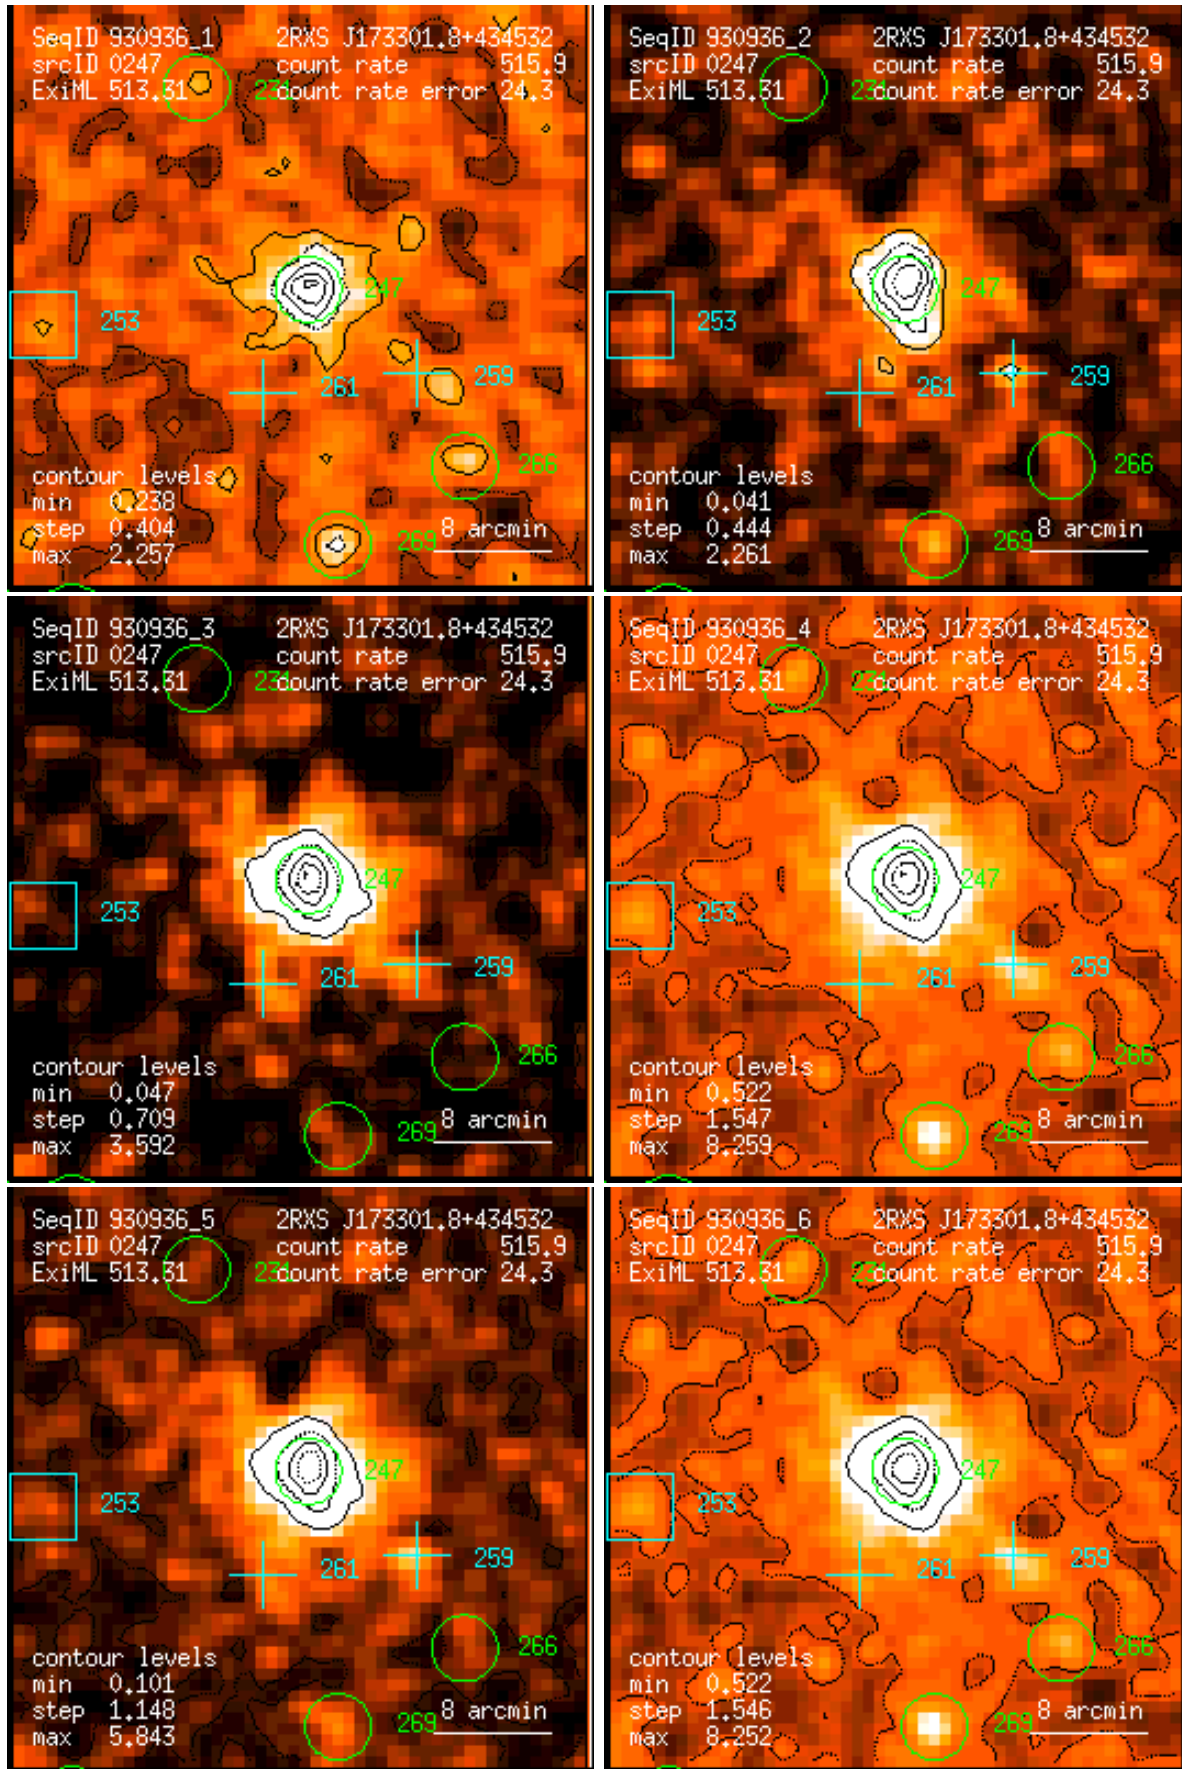 SeqID 930936_1 2RXS J173301.8+434532
srcID 0247 count rate 515.9
ExiML 513.31 231 count rate error 24.3
247
253
261 259
266
contour levels
min 0.238
step 0.404 269 8 arcmin
max 2.257
SeqID 930936_2 2RXS J173301.8+434532
srcID 0247 count rate 515.9
ExiML 513.31 231 count rate error 24.3
247
253
261 259
266
contour levels
min 0.041
step 0.444 269 8 arcmin
max 2.261
SeqID 930936_3 2RXS J173301.8+434532
srcID 0247 count rate 515.9
ExiML 513.31 231 count rate error 24.3
247
253
261 259
266
contour levels
min 0.047
step 0.709 269 8 arcmin
max 3.592
SeqID 930936_4 2RXS J173301.8+434532
srcID 0247 count rate 515.9
ExiML 513.31 231 count rate error 24.3
247
253
261 259
266
contour levels
min 0.522
step 1.547 269 8 arcmin
max 8.259
SeqID 930936_5 2RXS J173301.8+434532
srcID 0247 count rate 515.9
ExiML 513.31 231 count rate error 24.3
247
253
261 259
266
contour levels
min 0.101
step 1.148 269 8 arcmin
max 5.843
SeqID 930936_6 2RXS J173301.8+434532
srcID 0247 count rate 515.9
ExiML 513.31 231 count rate error 24.3
247
253
261 259
266
contour levels
min 0.522
step 1.546 269 8 arcmin
max 8.252